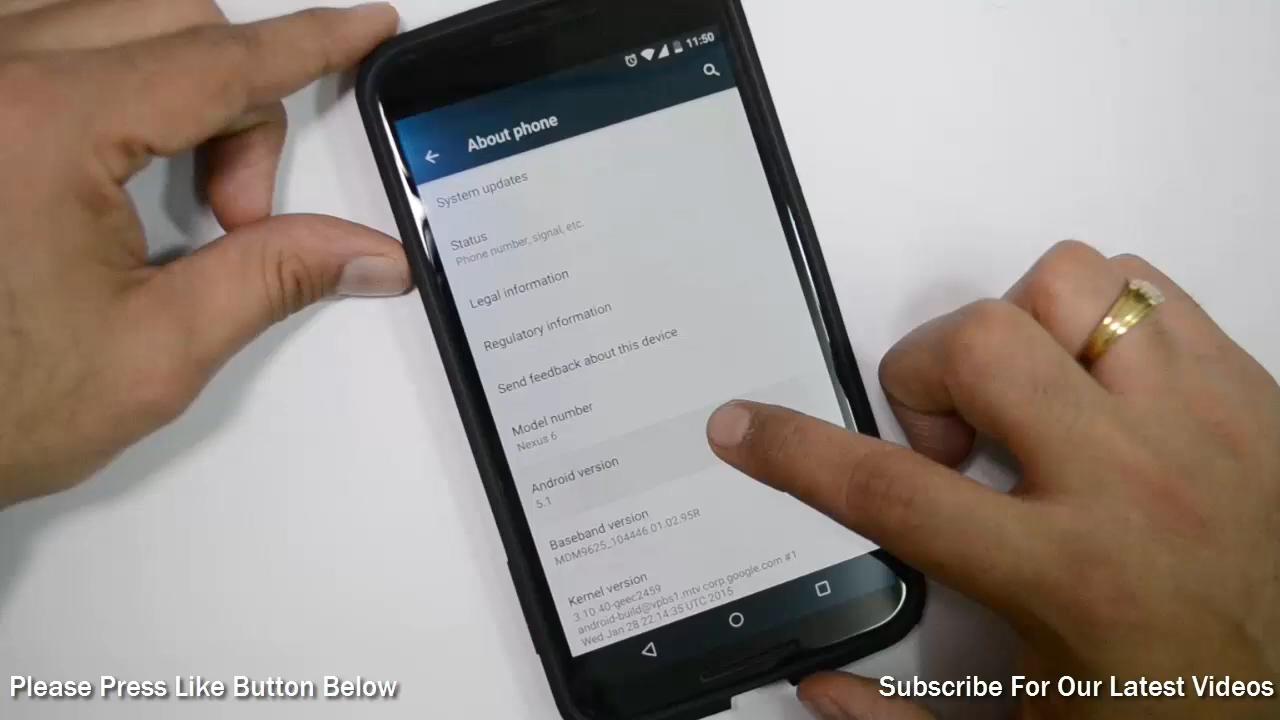 11:50
About phone
System updates
Status
Phone number, signal, etc.
Legal information
Regulatory information
Send feedback about this device
Model number
Nexus 6
Android version
5.1
Baseband version
MDM9625_104446.01.02.95R
Kernel version
3.10.40-geec2459
android-build@vpbs1.mtv.corp.google.com #1
Wed Jan 28 22:14:35 UTC 2015
Please Press Like Button Below
Subscribe For Our Latest Videos